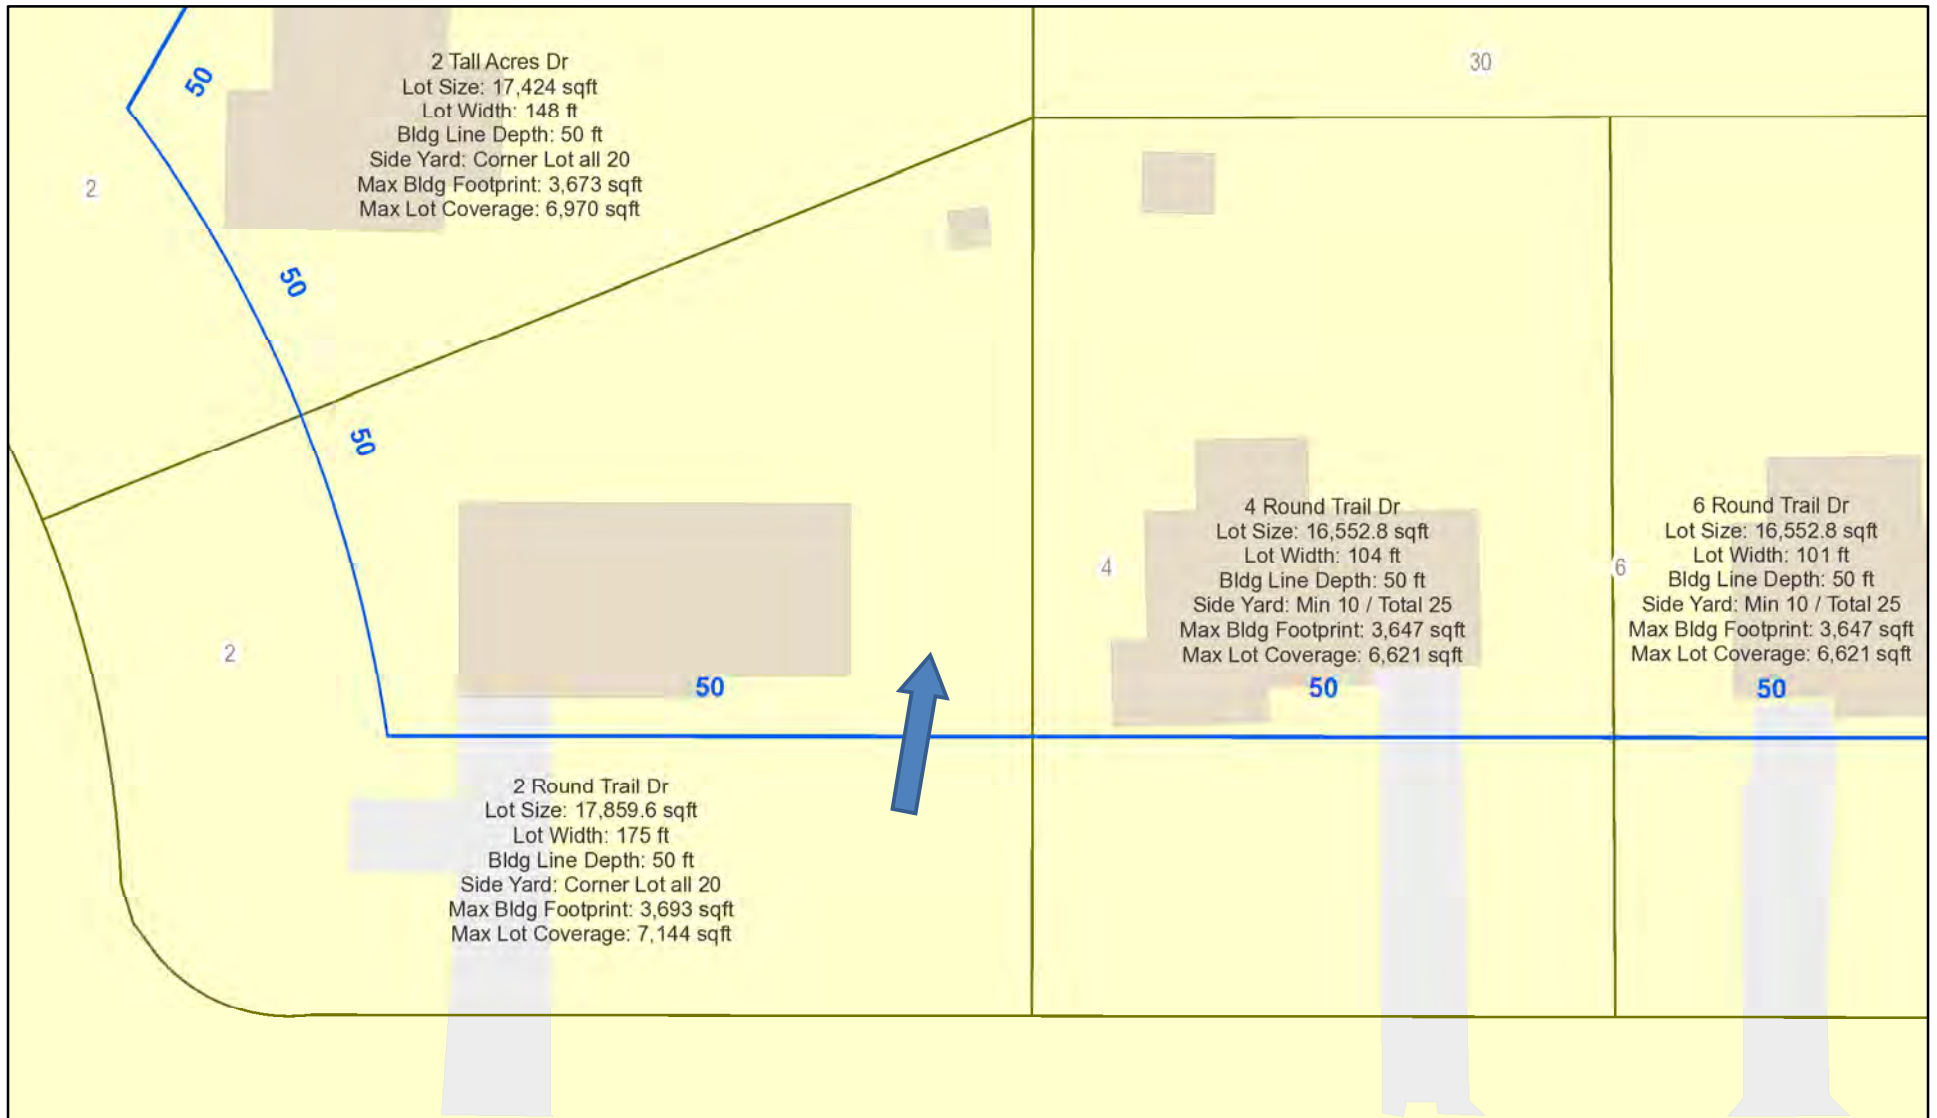 50
2 Tall Acres Dr
Lot Size: 17,424 sqft
Lot Width: 148 ft
Bldg Line Depth: 50 ft
Side Yard: Corner Lot all 20
Max Bldg Footprint: 3,673 sqft
Max Lot Coverage: 6,970 sqft
30
2
50
50
4 Round Trail Dr
Lot Size: 16,552.8 sqft
Lot Width: 104 ft
Bldg Line Depth: 50 ft
Side Yard: Min 10 / Total 25
Max Bldg Footprint: 3,647 sqft
Max Lot Coverage: 6,621 sqft
4
6 Round Trail Dr
Lot Size: 16,552.8 sqft
Lot Width: 101 ft
Bldg Line Depth: 50 ft
Side Yard: Min 10 / Total 25
Max Bldg Footprint: 3,647 sqft
Max Lot Coverage: 6,621 sqft
6
2
50
50
50
2 Round Trail Dr
Lot Size: 17,859.6 sqft
Lot Width: 175 ft
Bldg Line Depth: 50 ft
Side Yard: Corner Lot all 20
Max Bldg Footprint: 3,693 sqft
Max Lot Coverage: 7,144 sqft